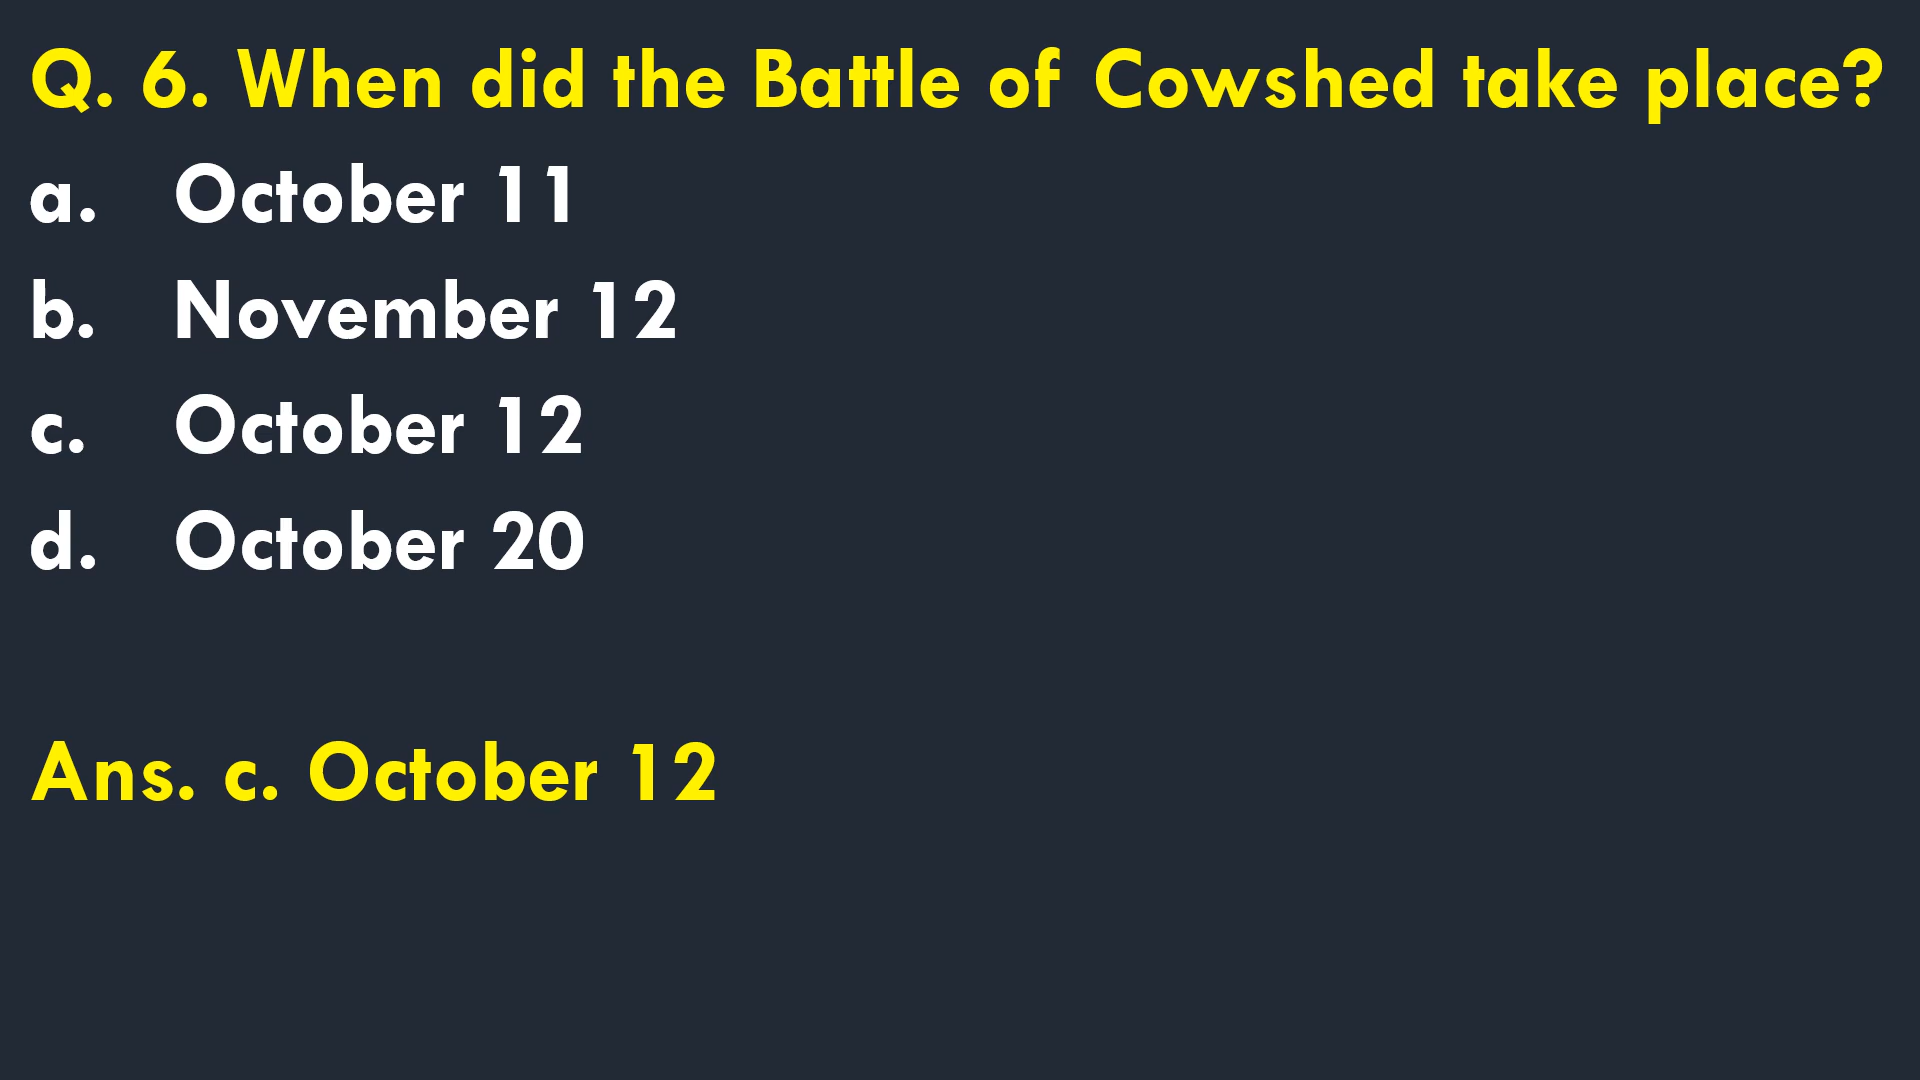 Q. 6. When did the Battle of Cowshed take place?
a. October 11
b. November 12
c. October 12
d. October 20
Ans. c. October 12